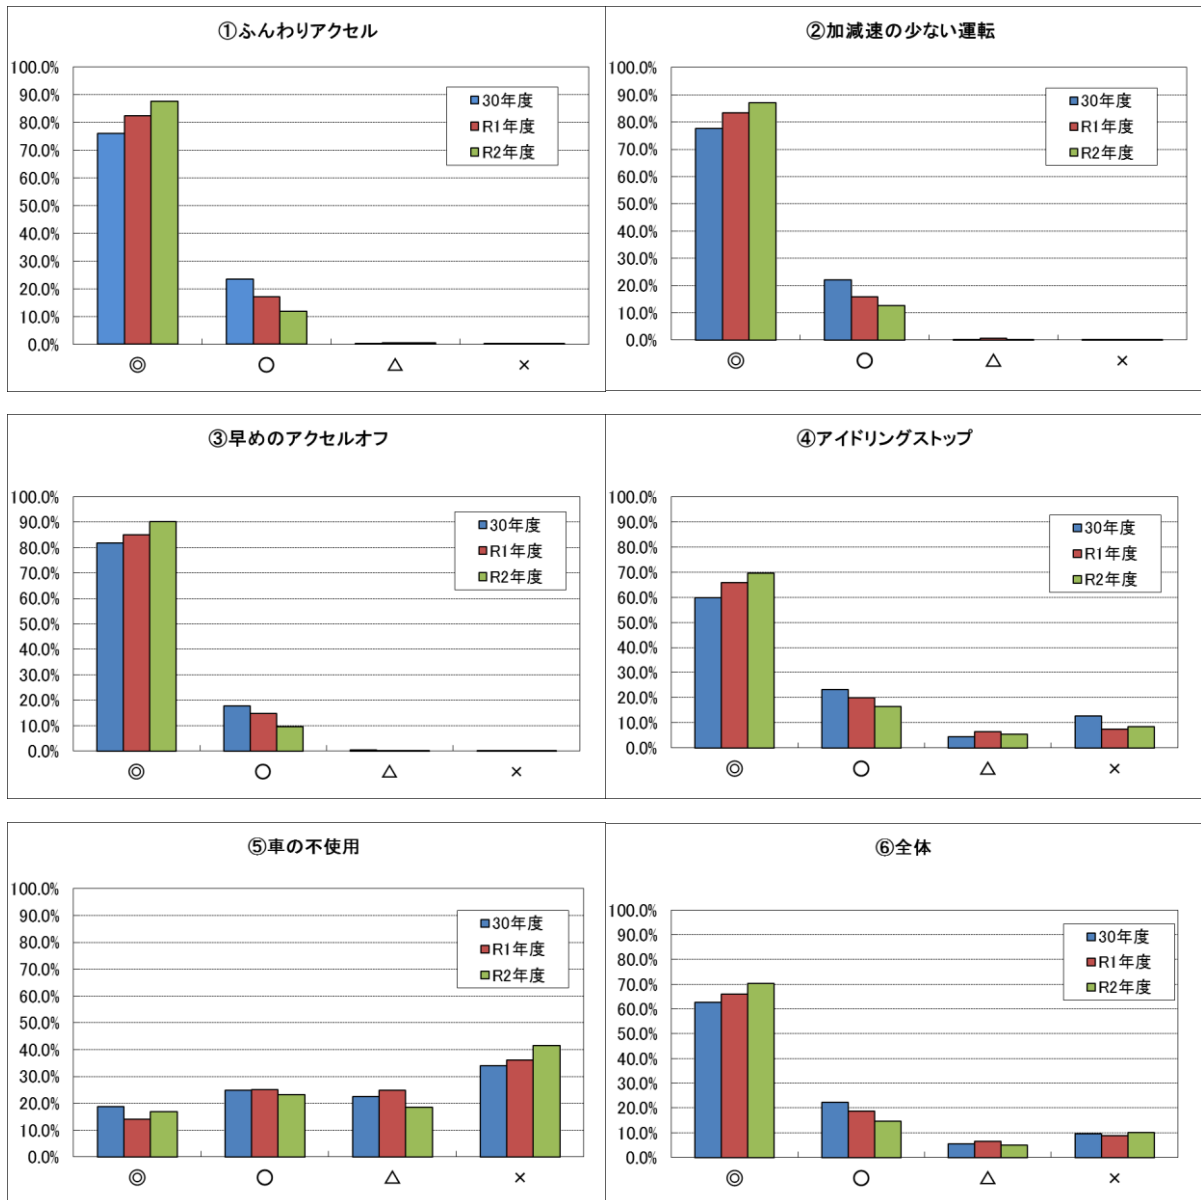 ①ふんわりアクセル
100.0%
90.0%
80.0%
70.0%
60.0%
50.0%
40.0%
30.0%
20.0%
10.0%
0.0%
30年度
R1年度
R2年度
◎ ○ △ ×
②加減速の少ない運転
100.0%
90.0%
80.0%
70.0%
60.0%
50.0%
40.0%
30.0%
20.0%
10.0%
0.0%
30年度
R1年度
R2年度
◎ ○ △ ×
③早めのアクセルオフ
100.0%
90.0%
80.0%
70.0%
60.0%
50.0%
40.0%
30.0%
20.0%
10.0%
0.0%
30年度
R1年度
R2年度
◎ ○ △ ×
④アイドリングストップ
100.0%
90.0%
80.0%
70.0%
60.0%
50.0%
40.0%
30.0%
20.0%
10.0%
0.0%
30年度
R1年度
R2年度
◎ ○ △ ×
⑤車の不使用
100.0%
90.0%
80.0%
70.0%
60.0%
50.0%
40.0%
30.0%
20.0%
10.0%
0.0%
30年度
R1年度
R2年度
◎ ○ △ ×
⑥全体
100.0%
90.0%
80.0%
70.0%
60.0%
50.0%
40.0%
30.0%
20.0%
10.0%
0.0%
30年度
R1年度
R2年度
◎ ○ △ ×